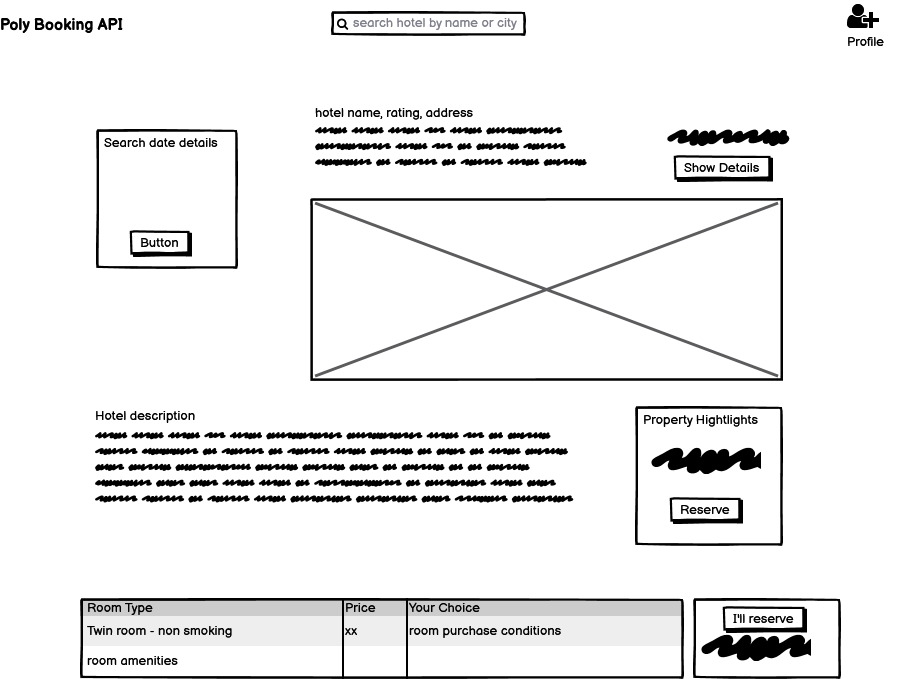 Poly Booking API
search hotel by name or city
Profile
hotel name, rating, address
Search date details
Show Details
Button
Hotel description
Property Hightlights
Reserve
Room Type Price Your Choice
Twin room - non smoking xx room purchase conditions
room amenities
I'll reserve